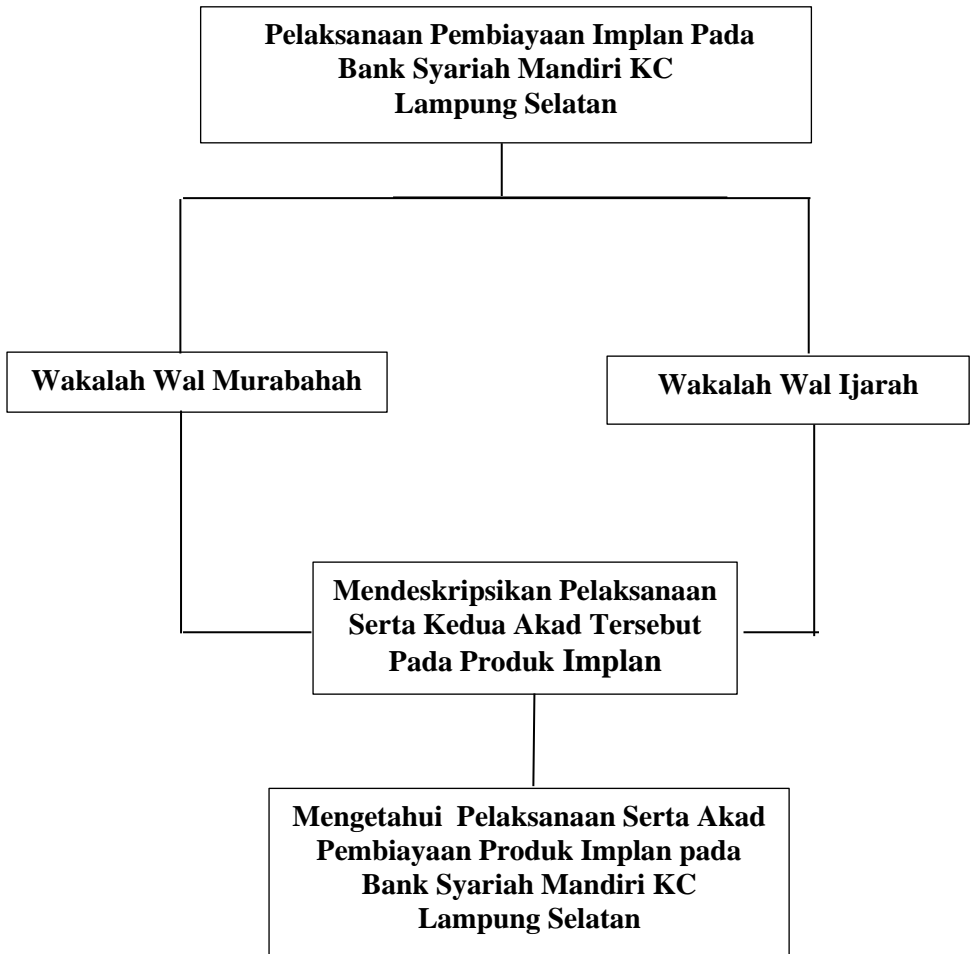 Pelaksanaan Pembiayaan Implan Pada
Bank Syariah Mandiri KC
Lampung Selatan
Wakalah Wal Murabahah
Wakalah Wal Ijarah
Mendeskripsikan Pelaksanaan
Serta Kedua Akad Tersebut
Pada Produk Implan
Mengetahui Pelaksanaan Serta Akad
Pembiayaan Produk Implan pada
Bank Syariah Mandiri KC
Lampung Selatan